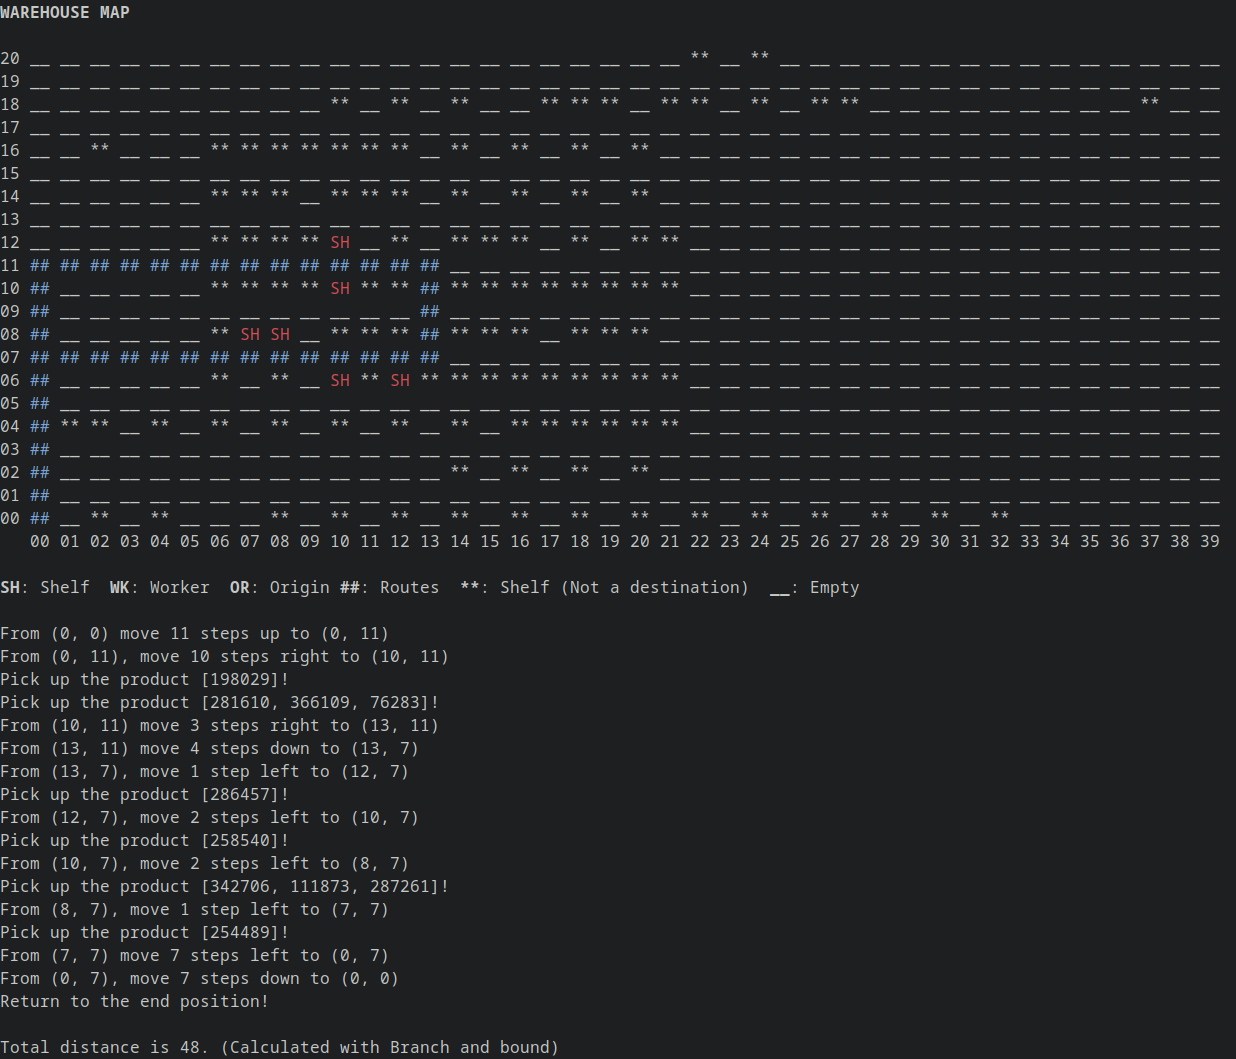 WAREHOUSE MAP
20 __ __ __ __ __ __ __ __ __ __ __ __ __ __ __ __ __ __ __ __ __ __ ** __ ** __ __ __ __ __ __ __ __ __ __ __ __ __ __ __
19 __ __ __ __ __ __ __ __ __ __ __ __ __ __ __ __ __ __ __ __ __ __ __ __ __ __ __ __ __ __ __ __ __ __ __ __ __ __ __ __
18 __ __ __ __ __ __ __ __ __ __ ** __ ** __ ** __ __ ** ** ** __ ** ** __ ** __ ** ** __ __ __ __ __ __ __ __ __ ** __ __
17 __ __ __ __ __ __ __ __ __ __ __ __ __ __ __ __ __ __ __ __ __ __ __ __ __ __ __ __ __ __ __ __ __ __ __ __ __ __ __ __
16 __ __ ** __ __ __ ** ** ** ** ** ** ** __ ** __ ** __ ** __ ** __ __ __ __ __ __ __ __ __ __ __ __ __ __ __ __ __ __ __
15 __ __ __ __ __ __ __ __ __ __ __ __ __ __ __ __ __ __ __ __ __ __ __ __ __ __ __ __ __ __ __ __ __ __ __ __ __ __ __ __
14 __ __ __ __ __ __ ** ** ** __ ** ** ** __ ** __ ** __ ** __ ** __ __ __ __ __ __ __ __ __ __ __ __ __ __ __ __ __ __ __
13 __ __ __ __ __ __ __ __ __ __ __ __ __ __ __ __ __ __ __ __ __ __ __ __ __ __ __ __ __ __ __ __ __ __ __ __ __ __ __ __
12 __ __ __ __ __ __ ** ** ** ** SH __ ** __ ** ** ** __ ** __ ** ** __ __ __ __ __ __ __ __ __ __ __ __ __ __ __ __ __ __
11 ## ## ## ## ## ## ## ## ## ## ## ## ## ## __ __ __ __ __ __ __ __ __ __ __ __ __ __ __ __ __ __ __ __ __ __ __ __ __ __
10 ## __ __ __ __ __ ** ** ** ** SH ** ** ## ** ** ** ** ** ** ** ** __ __ __ __ __ __ __ __ __ __ __ __ __ __ __ __ __ __
09 ## __ __ __ __ __ __ __ __ __ __ __ __ ## __ __ __ __ __ __ __ __ __ __ __ __ __ __ __ __ __ __ __ __ __ __ __ __ __ __
08 ## __ __ __ __ __ ** SH SH __ ** ** ** ## ** ** ** __ ** ** ** __ __ __ __ __ __ __ __ __ __ __ __ __ __ __ __ __ __ __
07 ## ## ## ## ## ## ## ## ## ## ## ## ## ## __ __ __ __ __ __ __ __ __ __ __ __ __ __ __ __ __ __ __ __ __ __ __ __ __ __
06 ## __ __ __ __ __ ** __ ** __ SH ** SH ** ** ** ** ** ** ** ** ** __ __ __ __ __ __ __ __ __ __ __ __ __ __ __ __ __ __
05 ## __ __ __ __ __ __ __ __ __ __ __ __ __ __ __ __ __ __ __ __ __ __ __ __ __ __ __ __ __ __ __ __ __ __ __ __ __ __ __
04 ## ** ** __ ** __ ** __ ** __ ** __ ** __ ** __ ** ** ** ** ** ** __ __ __ __ __ __ __ __ __ __ __ __ __ __ __ __ __ __
03 ## __ __ __ __ __ __ __ __ __ __ __ __ __ __ __ __ __ __ __ __ __ __ __ __ __ __ __ __ __ __ __ __ __ __ __ __ __ __ __
02 ## __ __ __ __ __ __ __ __ __ __ __ __ __ ** __ ** __ ** __ ** __ __ __ __ __ __ __ __ __ __ __ __ __ __ __ __ __ __ __
01 ## __ __ __ __ __ __ __ __ __ __ __ __ __ __ __ __ __ __ __ __ __ __ __ __ __ __ __ __ __ __ __ __ __ __ __ __ __ __ __
00 ## __ ** __ ** __ __ __ ** __ ** __ ** __ ** __ ** __ ** __ ** __ ** __ ** __ ** __ ** __ ** __ ** __ __ __ __ __ __ __
00 01 02 03 04 05 06 07 08 09 10 11 12 13 14 15 16 17 18 19 20 21 22 23 24 25 26 27 28 29 30 31 32 33 34 35 36 37 38 39
SH: Shelf  WK: Worker  OR: Origin ##: Routes  **: Shelf (Not a destination)  __: Empty
From (0, 0) move 11 steps up to (0, 11)
From (0, 11), move 10 steps right to (10, 11)
Pick up the product [198029]!
Pick up the product [281610, 366109, 76283]!
From (10, 11) move 3 steps right to (13, 11)
From (13, 11) move 4 steps down to (13, 7)
From (13, 7), move 1 step left to (12, 7)
Pick up the product [286457]!
From (12, 7), move 2 steps left to (10, 7)
Pick up the product [258540]!
From (10, 7), move 2 steps left to (8, 7)
Pick up the product [342706, 111873, 287261]!
From (8, 7), move 1 step left to (7, 7)
Pick up the product [254489]!
From (7, 7) move 7 steps left to (0, 7)
From (0, 7), move 7 steps down to (0, 0)
Return to the end position!
Total distance is 48. (Calculated with Branch and bound)